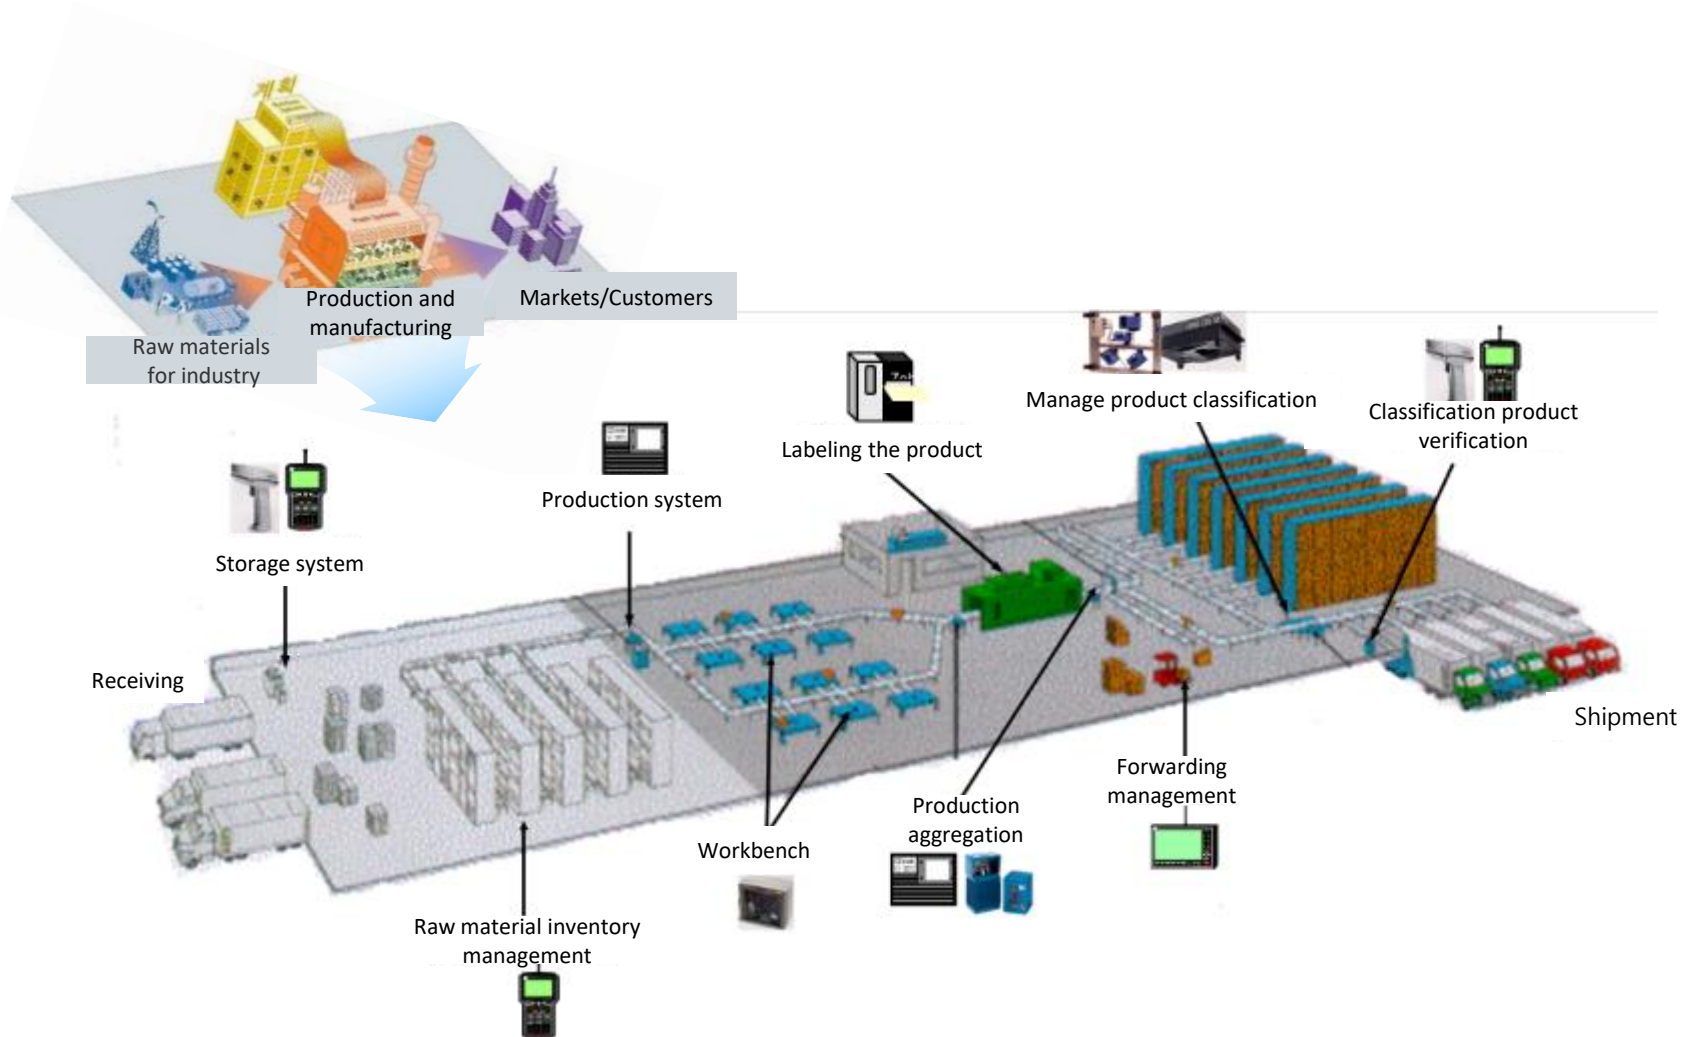 Production and
manufacturing
Markets/Customers
Raw materials
for industry
Manage product classification
Classification product
verification
Labeling the product
Production system
Storage system
Receiving
Shipment
Forwarding
management
Production
aggregation
Workbench
Raw material inventory
management